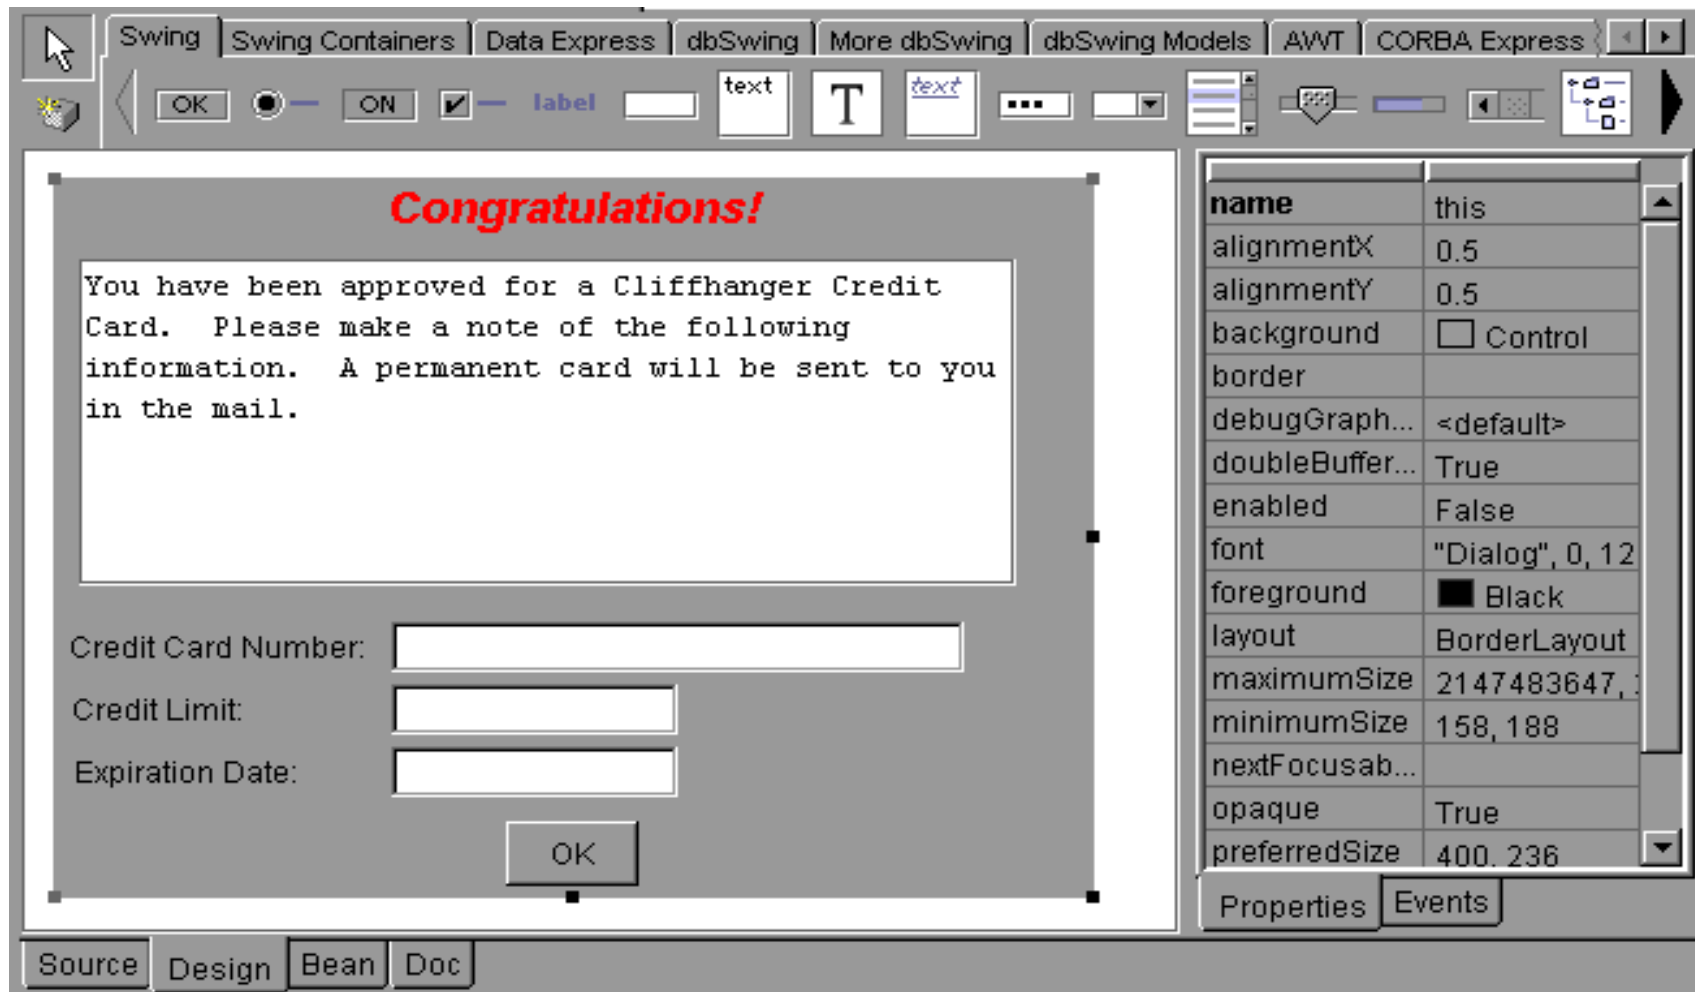 Swing Swing Containers Data Express dbSwing More dbSwing dbSwing Models AWT CORBA Express
OK ON label text T text
Congratulations!
You have been approved for a Cliffhanger Credit
Card.  Please make a note of the following
information.  A permanent card will be sent to you
in the mail.
Credit Card Number:
Credit Limit:
Expiration Date:
OK
name this
alignmentX 0.5
alignmentY 0.5
background Control
border
debugGraph... <default>
doubleBuffer... True
enabled False
font "Dialog", 0, 12
foreground Black
layout BorderLayout
maximumSize 2147483647,
minimumSize 158, 188
nextFocusab...
opaque True
preferredSize 400, 236
Properties Events
Source Design Bean Doc